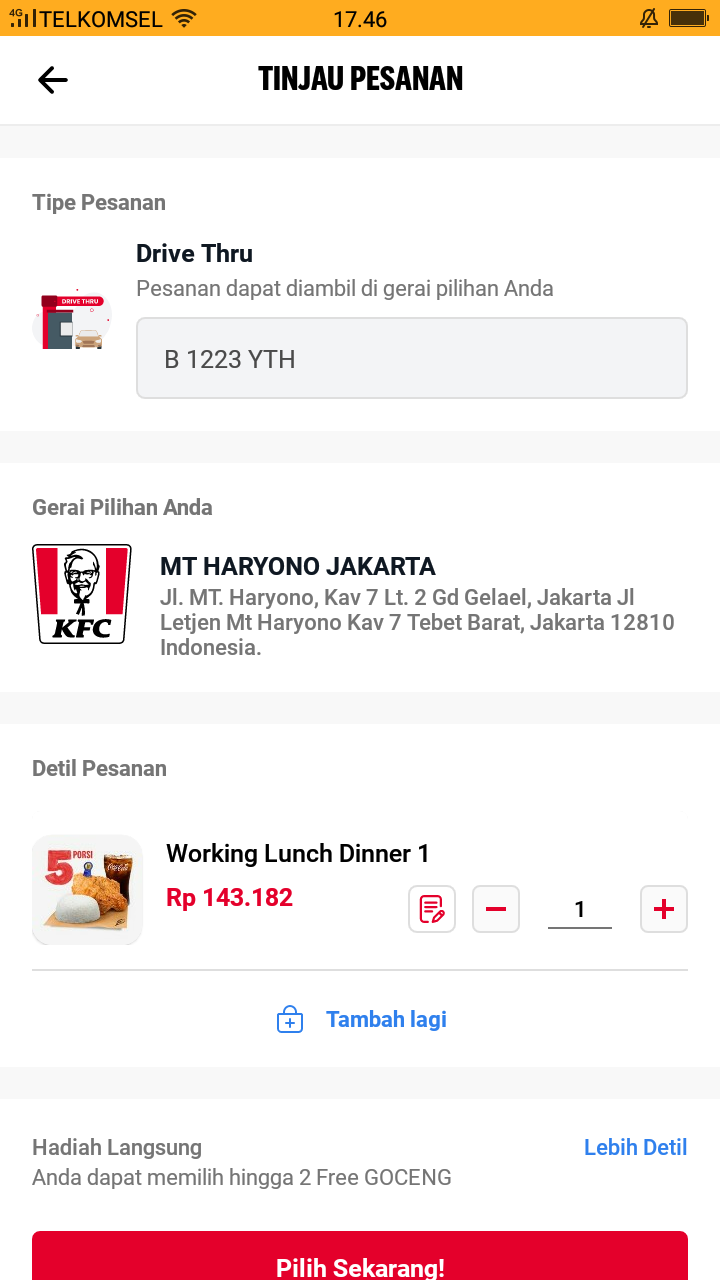 4G TELKOMSEL 17.46
TINJAU PESANAN
Tipe Pesanan
Drive Thru
Pesanan dapat diambil di gerai pilihan Anda
DRIVE THRU
B 1223 YTH
Gerai Pilihan Anda
KFC
MT HARYONO JAKARTA
Jl. MT. Haryono, Kav 7 Lt. 2 Gd Gelael, Jakarta Jl
Letjen Mt Haryono Kav 7 Tebet Barat, Jakarta 12810
Indonesia.
Detil Pesanan
5 PORSI
Coca-Cola
Working Lunch Dinner 1
Rp 143.182
1
Tambah lagi
Hadiah Langsung
Lebih Detil
Anda dapat memilih hingga 2 Free GOCENG
Pilih Sekarang!